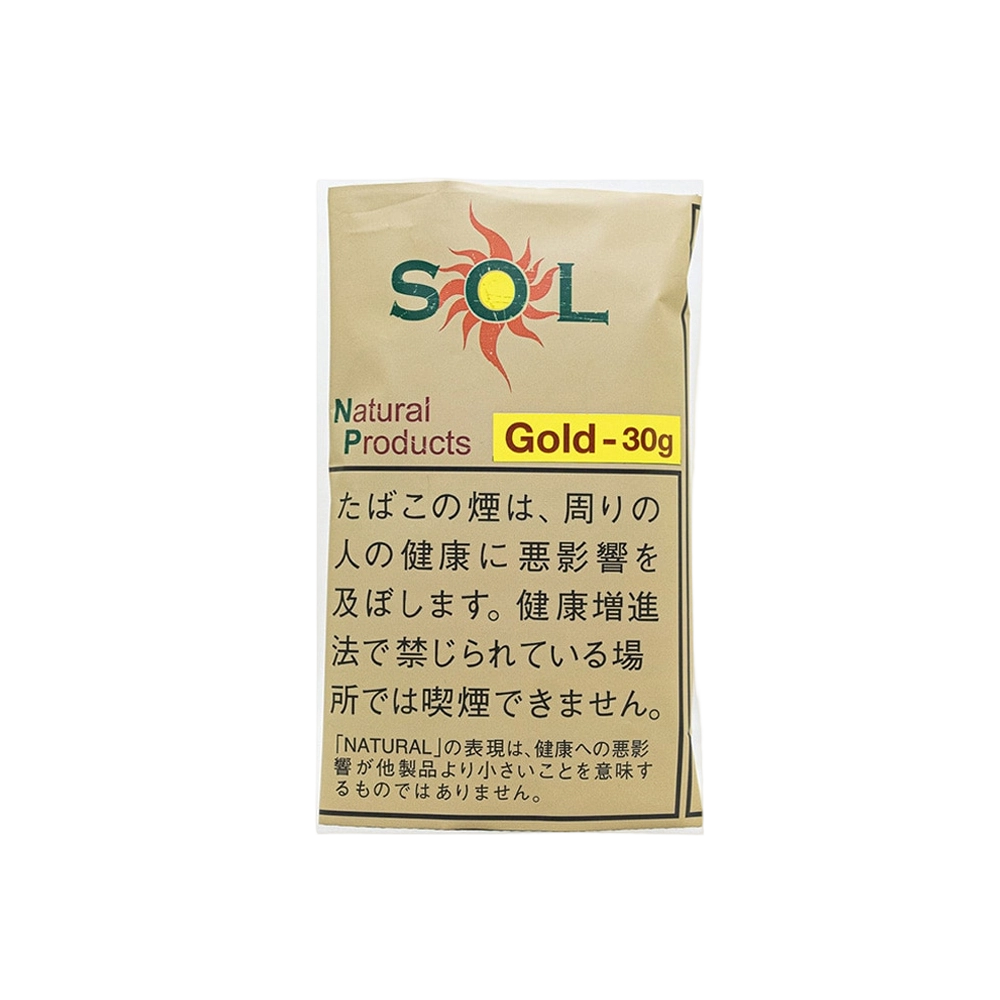 SOL
Natural
Products
Gold - 30g
たばこの煙は、周りの
人の健康に悪影響を
及ぼします。健康増進
法で禁じられている場
所では喫煙できません。
「NATURAL」の表現は、健康への悪影
響が他製品より小さいことを意味す
るものではありません。